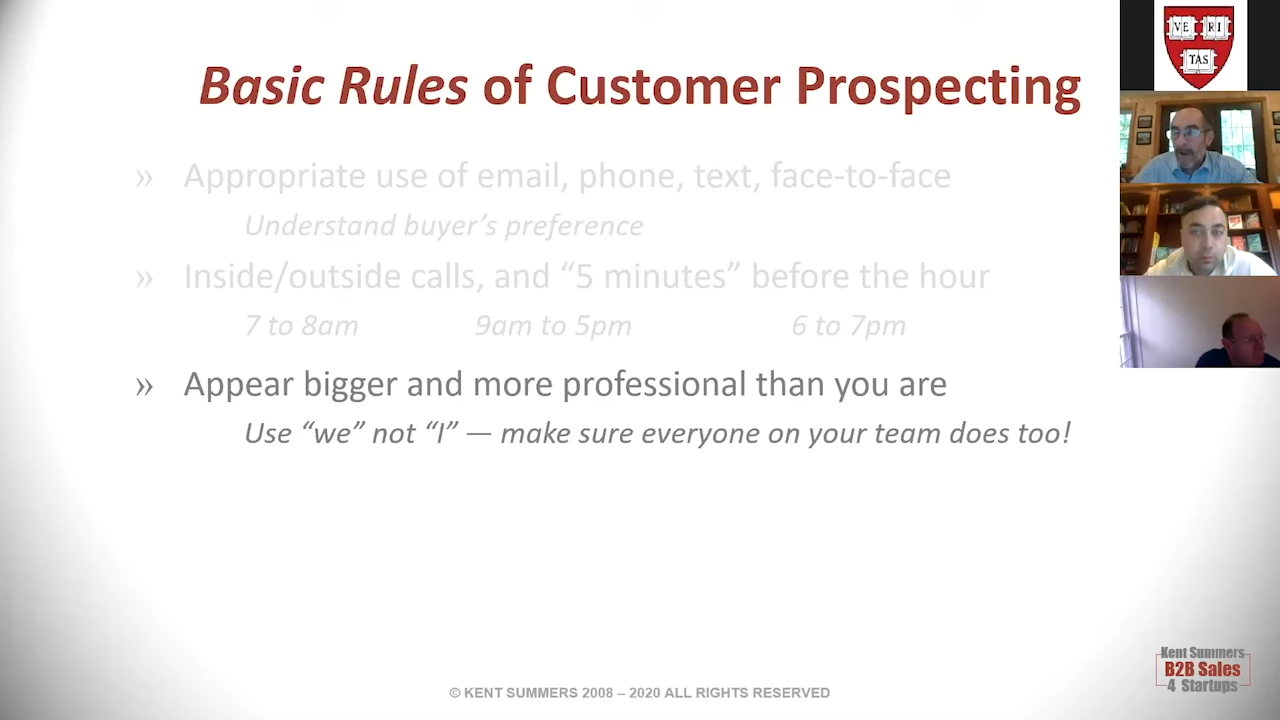 Basic Rules of Customer Prospecting
» Appropriate use of email, phone, text, face-to-face
Understand buyer’s preference
» Inside/outside calls, and “5 minutes” before the hour
7 to 8am 9am to 5pm 6 to 7pm
» Appear bigger and more professional than you are
Use “we” not “I” — make sure everyone on your team does too!
VE RI
TAS
Kent Summers
B2B Sales
4 Startups
© KENT SUMMERS 2008 – 2020 ALL RIGHTS RESERVED